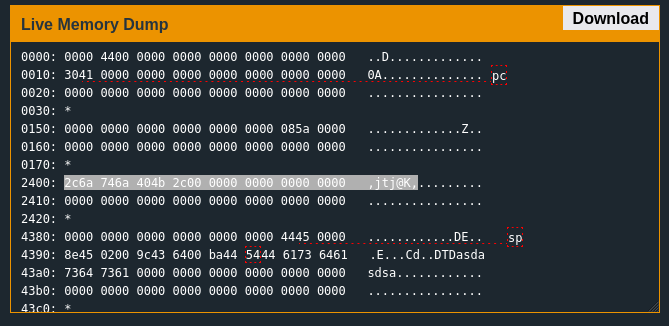 Live Memory Dump
Download
0000: 0000 4400 0000 0000 0000 0000 0000 0000 ..D.............
0010: 3041 0000 0000 0000 0000 0000 0000 0000 0A.............. pc
0020: 0000 0000 0000 0000 0000 0000 0000 0000 ................
0030: *
0150: 0000 0000 0000 0000 0000 0000 085a 0000 .............Z..
0160: 0000 0000 0000 0000 0000 0000 0000 0000 ................
0170: *
2400: 2c6a 746a 404b 2c00 0000 0000 0000 0000 ,jtj@K,.........
2410: 0000 0000 0000 0000 0000 0000 0000 0000 ................
2420: *
4380: 0000 0000 0000 0000 0000 0000 4445 0000 ............DE.. sp
4390: 8e45 0200 9c43 6400 ba44 5444 6173 6461 .E...Cd..DTDasda
43a0: 7364 7361 0000 0000 0000 0000 0000 0000 sdsa............
43b0: 0000 0000 0000 0000 0000 0000 0000 0000 ................
43c0: *